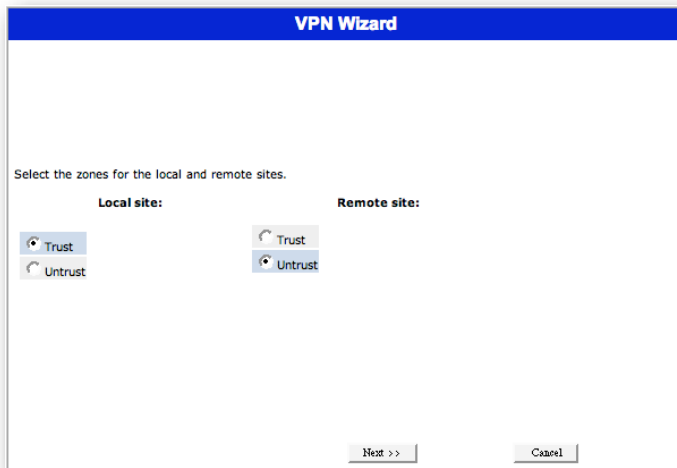 VPN Wizard
Select the zones for the local and remote sites.
Local site: Remote site:
Trust Trust
Untrust Untrust
Next >> Cancel